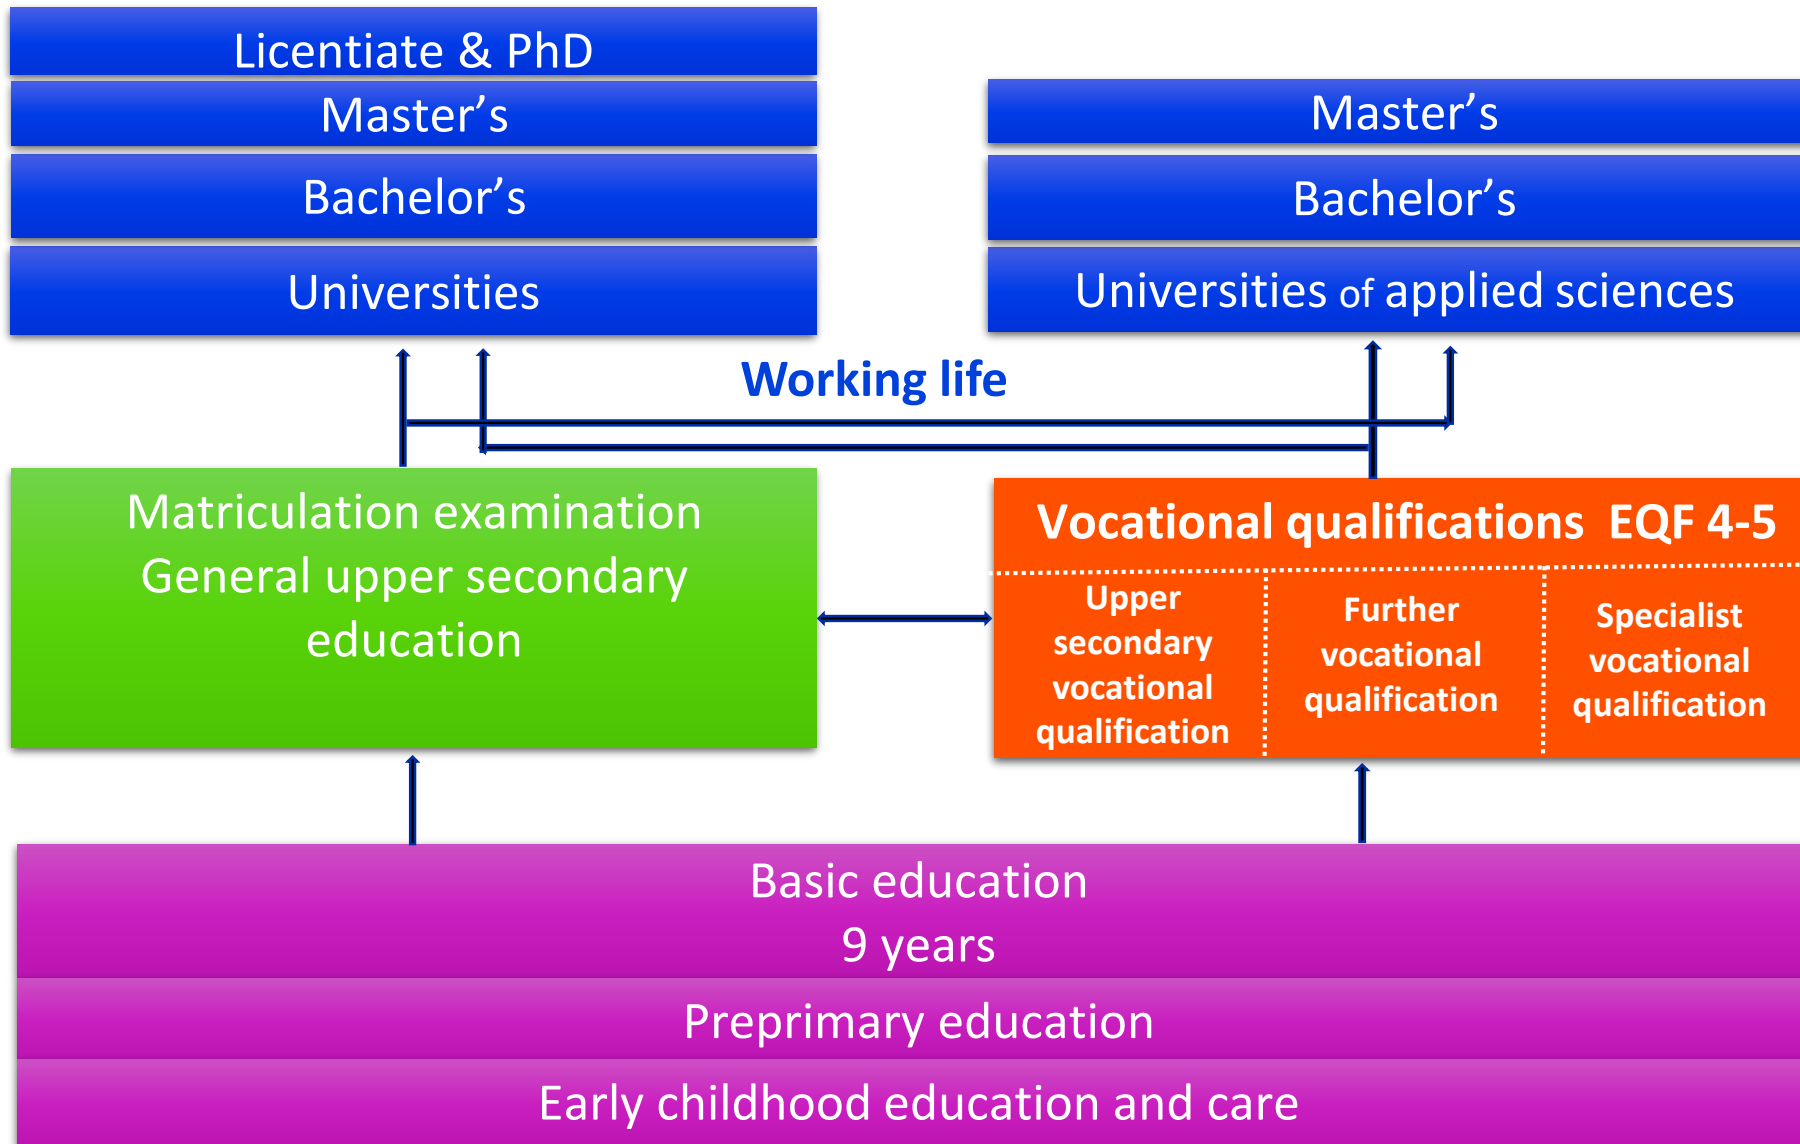 Licentiate & PhD
Master’s
Bachelor’s
Universities
Master’s
Bachelor’s
Universities of applied sciences
Working life
Matriculation examination
General upper secondary
education
Vocational qualifications EQF 4-5
Upper
secondary
vocational
qualification
Further
vocational
qualification
Specialist
vocational
qualification
Basic education
9 years
Preprimary education
Early childhood education and care